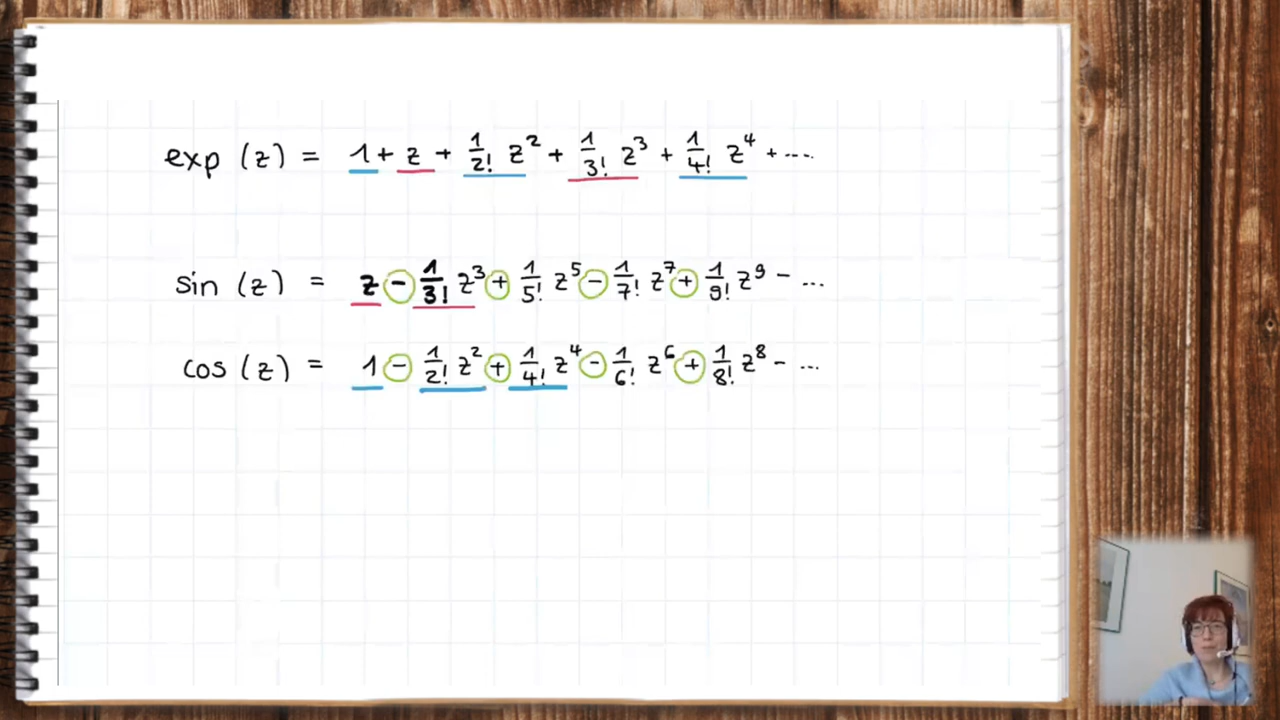 exp (z) = 1 + z + 1/2! z² + 1/3! z³ + 1/4! z⁴ + ....
sin (z) = z - 1/3! z³ + 1/5! z⁵ - 1/7! z⁷ + 1/9! z⁹ - ...
cos (z) = 1 - 1/2! z² + 1/4! z⁴ - 1/6! z⁶ + 1/8! z⁸ - ...